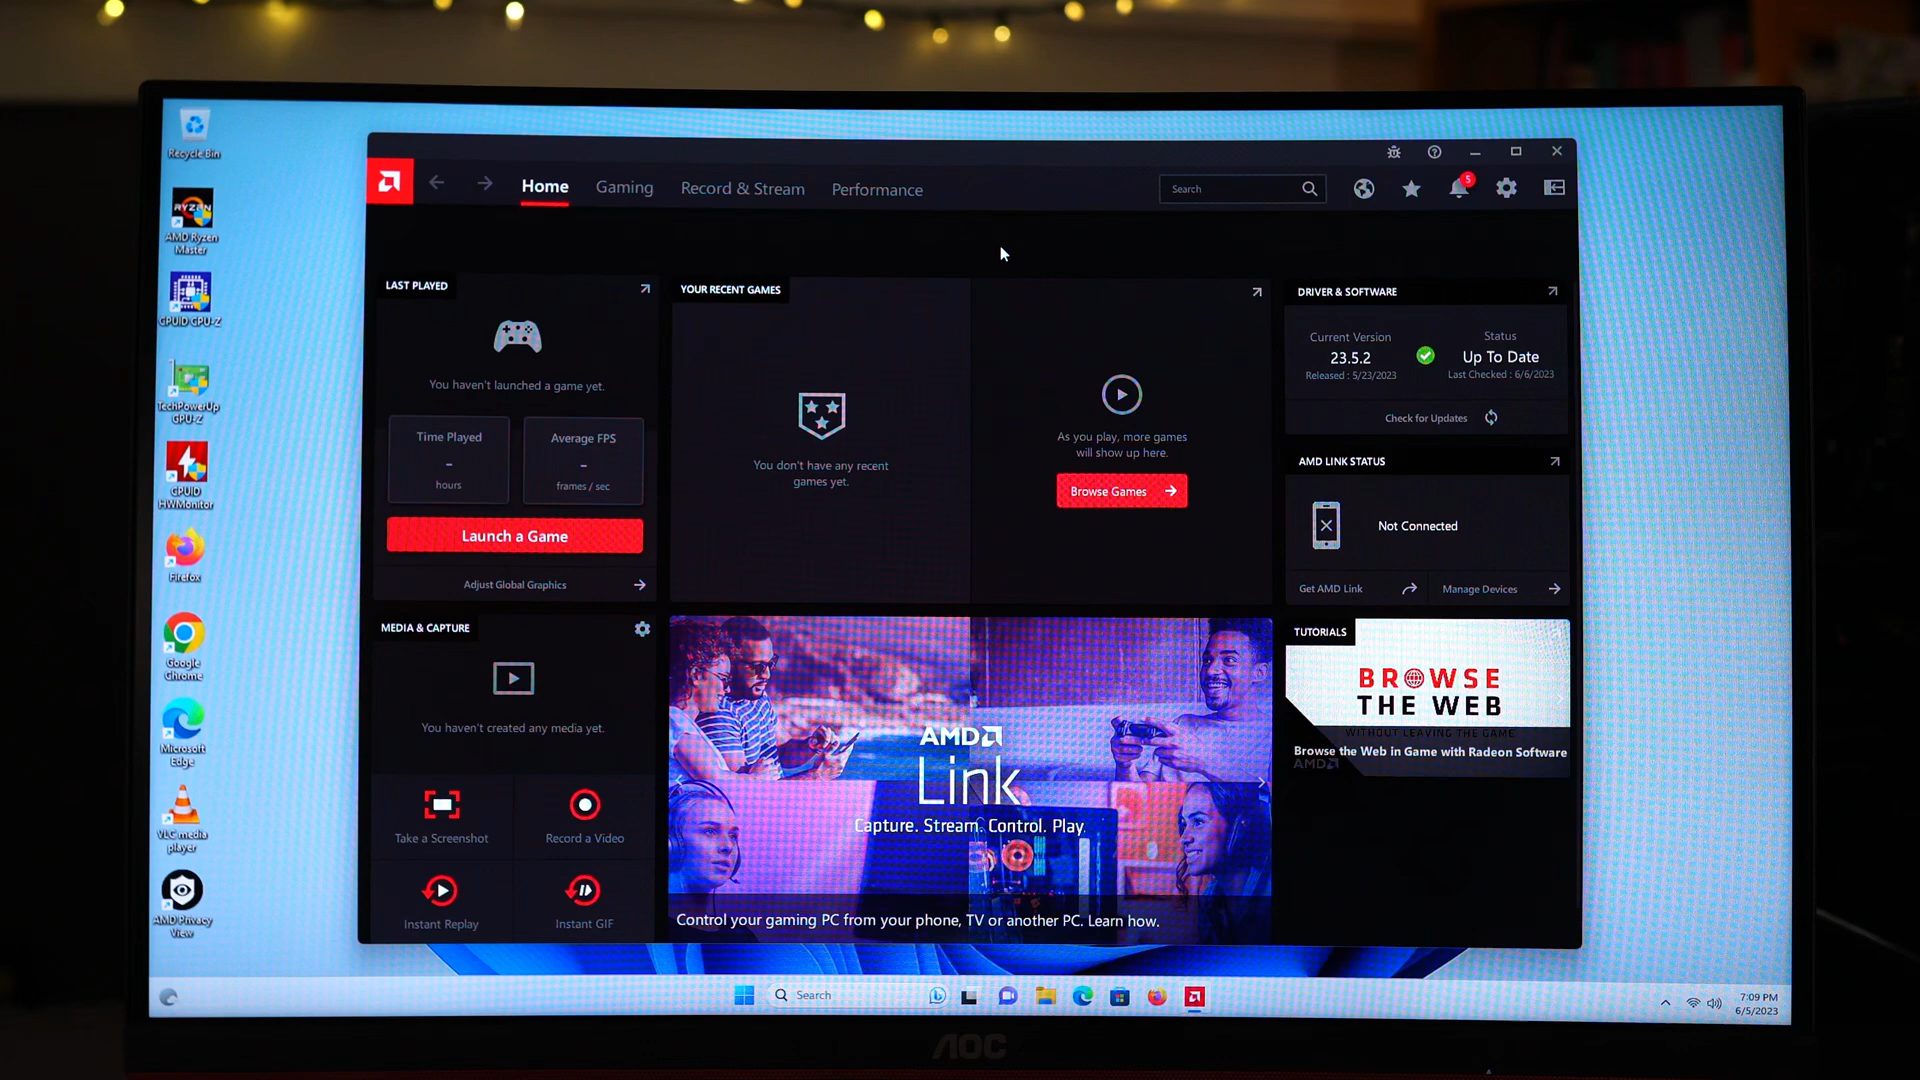 Recycle Bin
RYZEN
AMD Ryzen
Master
CPUID CPU-Z
TechPowerUp
GPU-Z
CPUID
HWMonitor
Firefox
Google
Chrome
Microsoft
Edge
VLC media
player
AMD Privacy
View
Home
Gaming
Record & Stream
Performance
Search
5
LAST PLAYED
You haven't launched a game yet.
Time Played
-
hours
Average FPS
-
frames / sec
Launch a Game
Adjust Global Graphics
YOUR RECENT GAMES
You don't have any recent
games yet.
As you play, more games
will show up here.
Browse Games
DRIVER & SOFTWARE
Current Version
23.5.2
Released : 5/23/2023
Status
Up To Date
Last Checked : 6/6/2023
Check for Updates
AMD LINK STATUS
Not Connected
Get AMD Link
Manage Devices
MEDIA & CAPTURE
You haven't created any media yet.
Take a Screenshot
Record a Video
Instant Replay
Instant GIF
AMD
Link
Capture. Stream. Control. Play.
Control your gaming PC from your phone, TV or another PC. Learn how.
TUTORIALS
BROWSE
THE WEB
WITHOUT LEAVING THE GAME
Browse the Web in Game with Radeon Software
AMD
Search
7:09 PM
6/5/2023
AOC